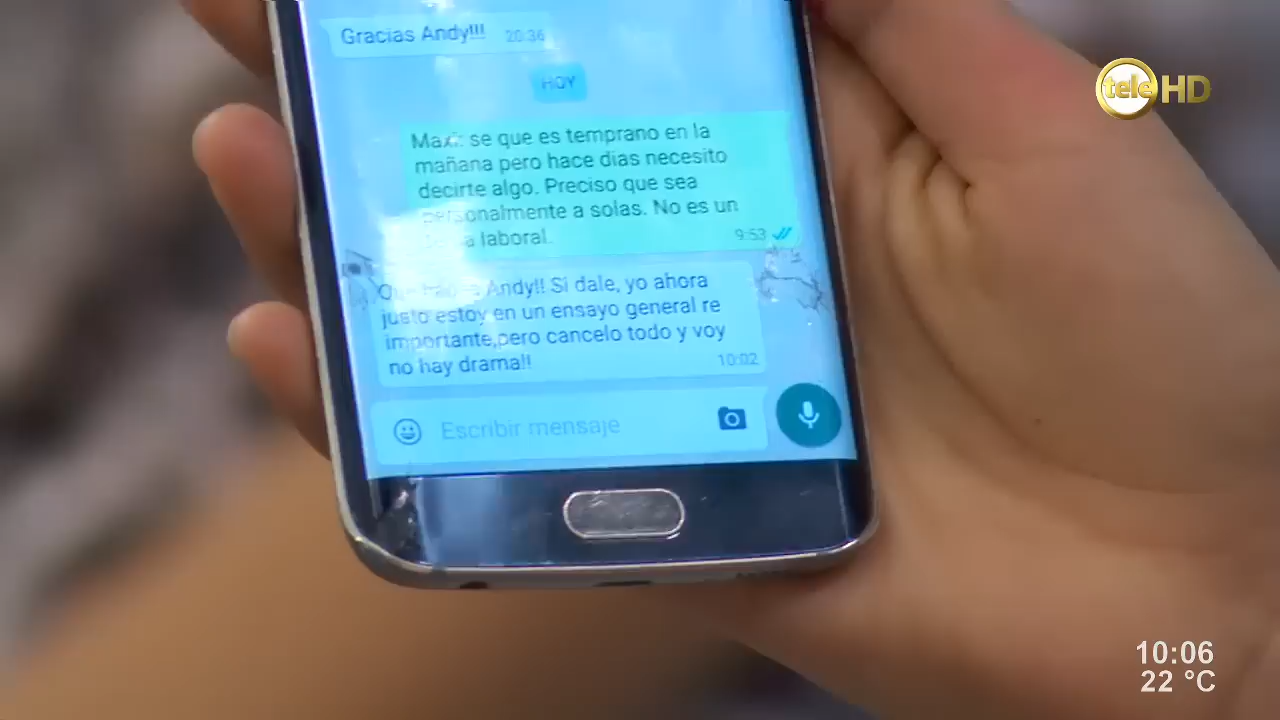 Gracias Andy!!! 20:36
HOY
Maxi: se que es temprano en la
mañana pero hace dias necesito
decirte algo. Preciso que sea
personalmente a solas. No es un
laboral. 9:53
Andy!! Si dale, yo ahora
justo estoy en un ensayo general re
importante,pero cancelo todo y voy
no hay drama!! 10:02
Escribir mensaje
tele HD
10:06
22 °C